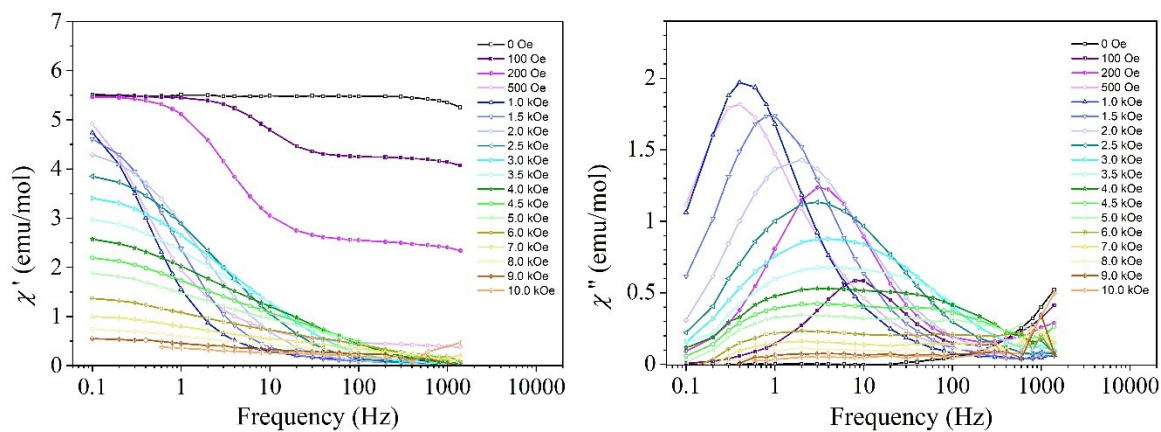 7
6
5
4
3
2
1
0
χ' (emu/mol)
0.1 1 10 100 1000 10000
Frequency (Hz)
0 Oe
100 Oe
200 Oe
500 Oe
1.0 kOe
1.5 kOe
2.0 kOe
2.5 kOe
3.0 kOe
3.5 kOe
4.0 kOe
4.5 kOe
5.0 kOe
6.0 kOe
7.0 kOe
8.0 kOe
9.0 kOe
10.0 kOe
2
1.5
1
0.5
0
χ" (emu/mol)
0.1 1 10 100 1000 10000
Frequency (Hz)
0 Oe
100 Oe
200 Oe
500 Oe
1.0 kOe
1.5 kOe
2.0 kOe
2.5 kOe
3.0 kOe
3.5 kOe
4.0 kOe
4.5 kOe
5.0 kOe
6.0 kOe
7.0 kOe
8.0 kOe
9.0 kOe
10.0 kOe